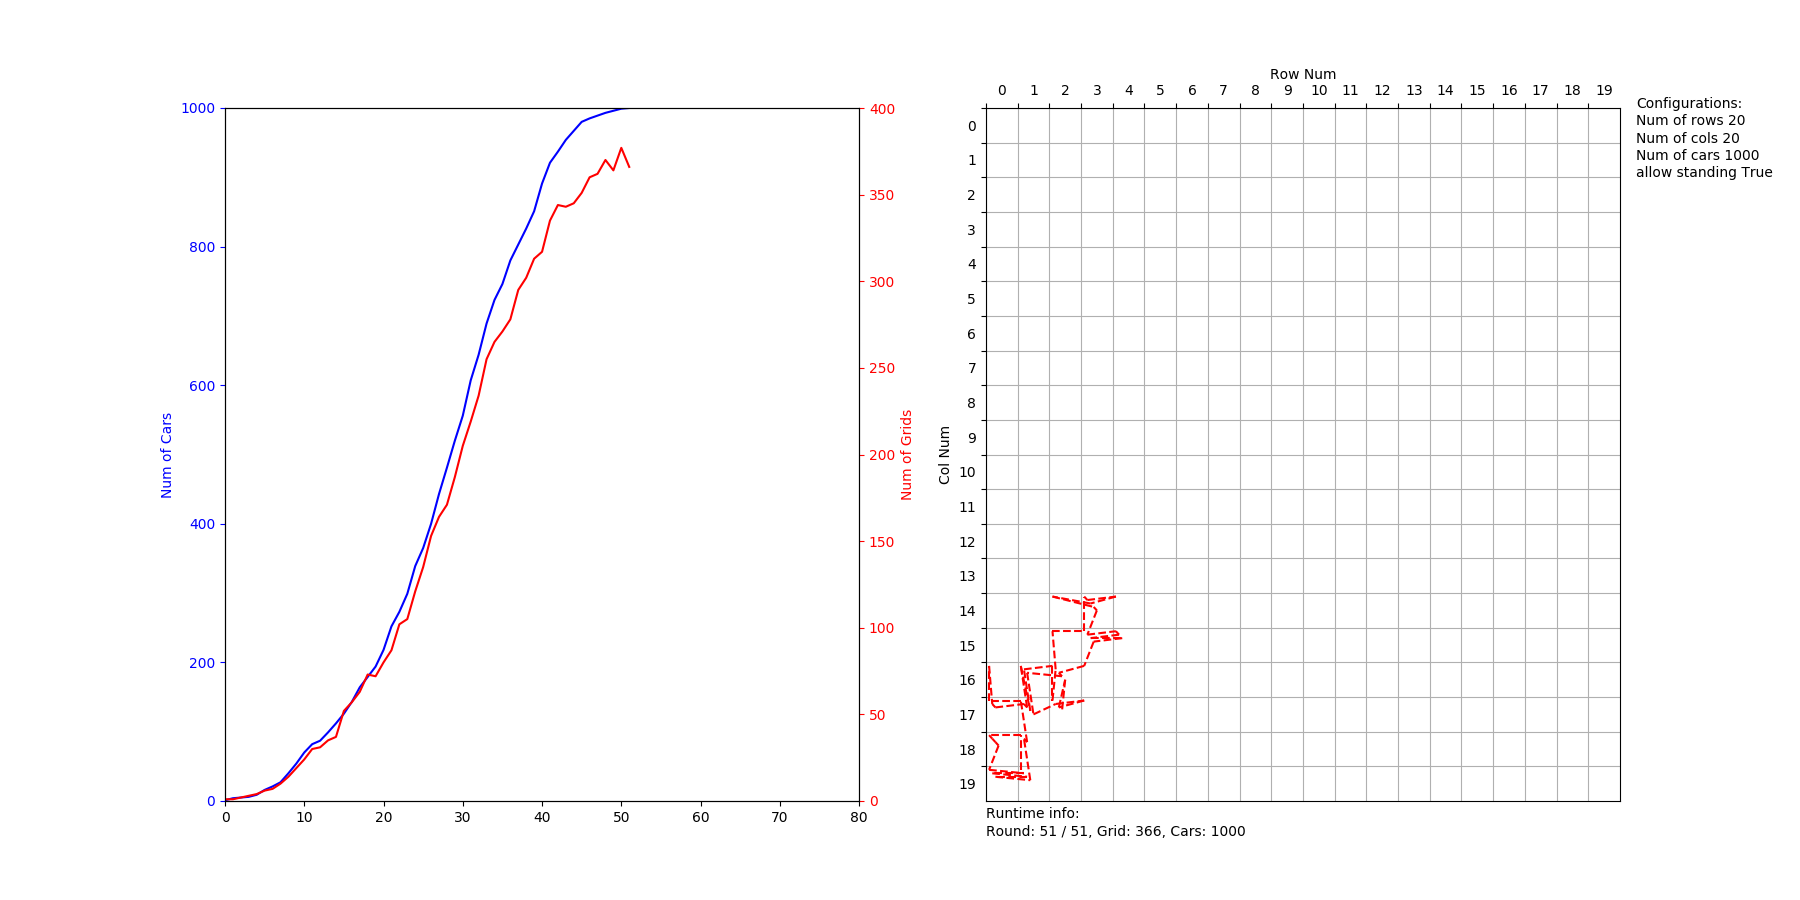 Row Num
0 1 2 3 4 5 6 7 8 9 10 11 12 13 14 15 16 17 18 19
Configurations:
Num of rows 20
Num of cols 20
Num of cars 1000
allow standing True
1000
800
600
400
200
0
Num of Cars
0 10 20 30 40 50 60 70 80
400
350
300
250
200
150
100
50
0
Num of Grids
Col Num
0
1
2
3
4
5
6
7
8
9
10
11
12
13
14
15
16
17
18
19
Runtime info:
Round: 51 / 51, Grid: 366, Cars: 1000